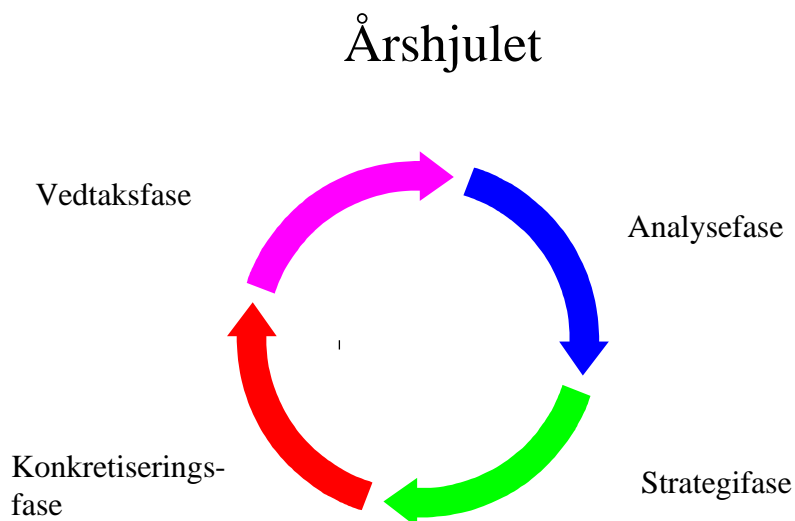 Årshjulet
Vedtaksfase
Analysefase
Konkretiserings-
fase
Strategifase